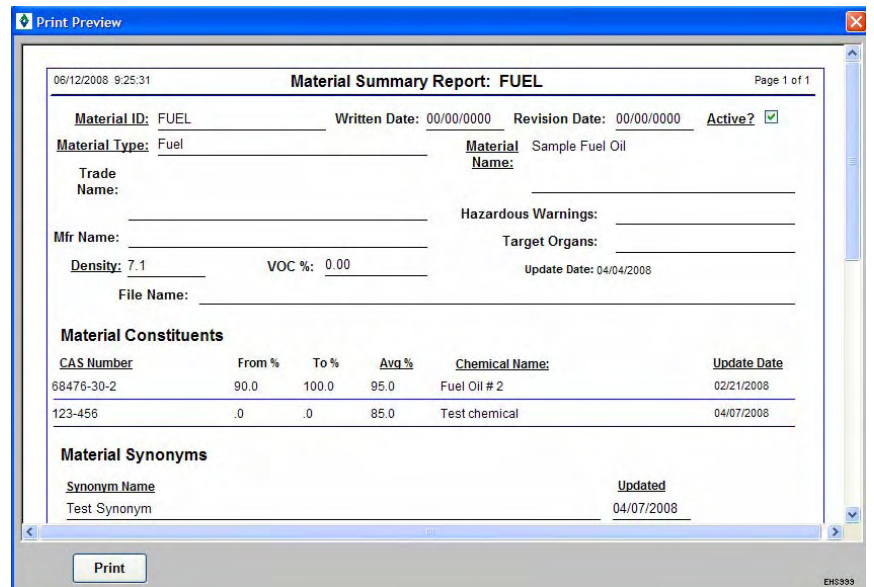 Print Preview
06/12/2008 9:25:31 Material Summary Report: FUEL Page 1 of 1
Material ID: FUEL Written Date: 00/00/0000 Revision Date: 00/00/0000 Active?
Material Type: Fuel Material Name: Sample Fuel Oil
Trade Name:
Hazardous Warnings:
Mfr Name: Target Organs:
Density: 7.1 VOC %: 0.00 Update Date: 04/04/2008
File Name:
Material Constituents
CAS Number From % To % Avg % Chemical Name: Update Date
68476-30-2 90.0 100.0 95.0 Fuel Oil # 2 02/21/2008
123-456 .0 .0 85.0 Test chemical 04/07/2008
Material Synonyms
Synonym Name Updated
Test Synonym 04/07/2008
Print
EHS999